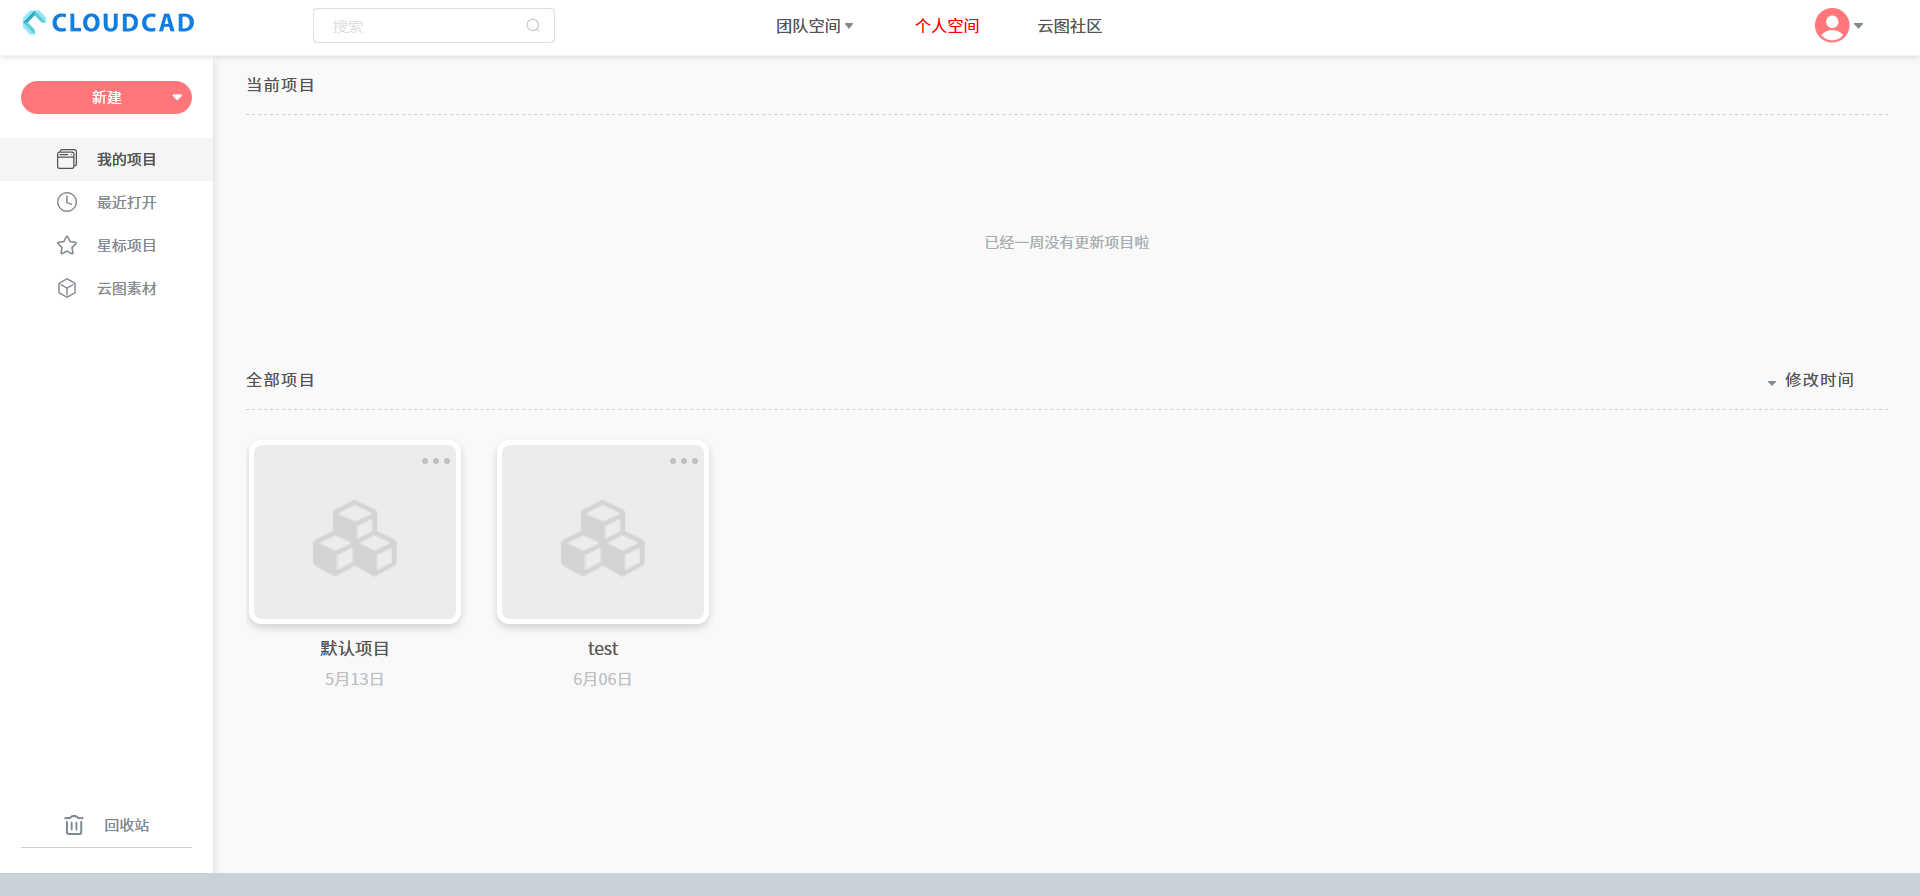 CLOUDCAD
搜索
团队空间
个人空间
云图社区
新建
我的项目
最近打开
星标项目
云图素材
回收站
当前项目
已经一周没有更新项目啦
全部项目
修改时间
默认项目
5月13日
test
6月06日